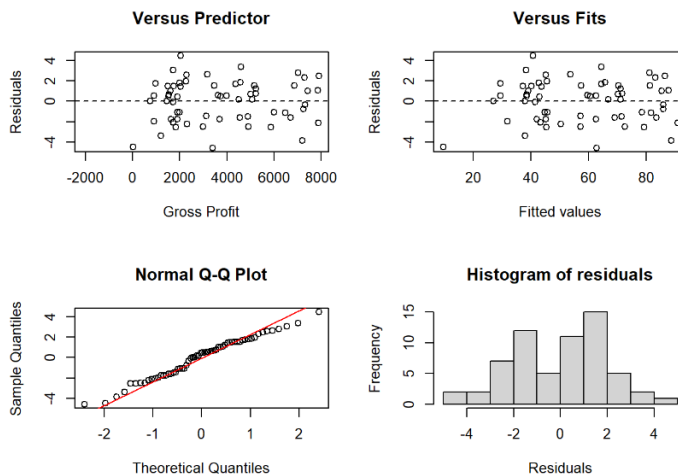 Versus Predictor
Residuals
-4 0 2 4
-2000 0 2000 4000 6000 8000
Gross Profit
Versus Fits
Residuals
-4 0 2 4
20 40 60 80
Fitted values
Normal Q-Q Plot
Sample Quantiles
-4 0 2 4
-2 -1 0 1 2
Theoretical Quantiles
Histogram of residuals
Frequency
0 5 10 15
-4 -2 0 2 4
Residuals